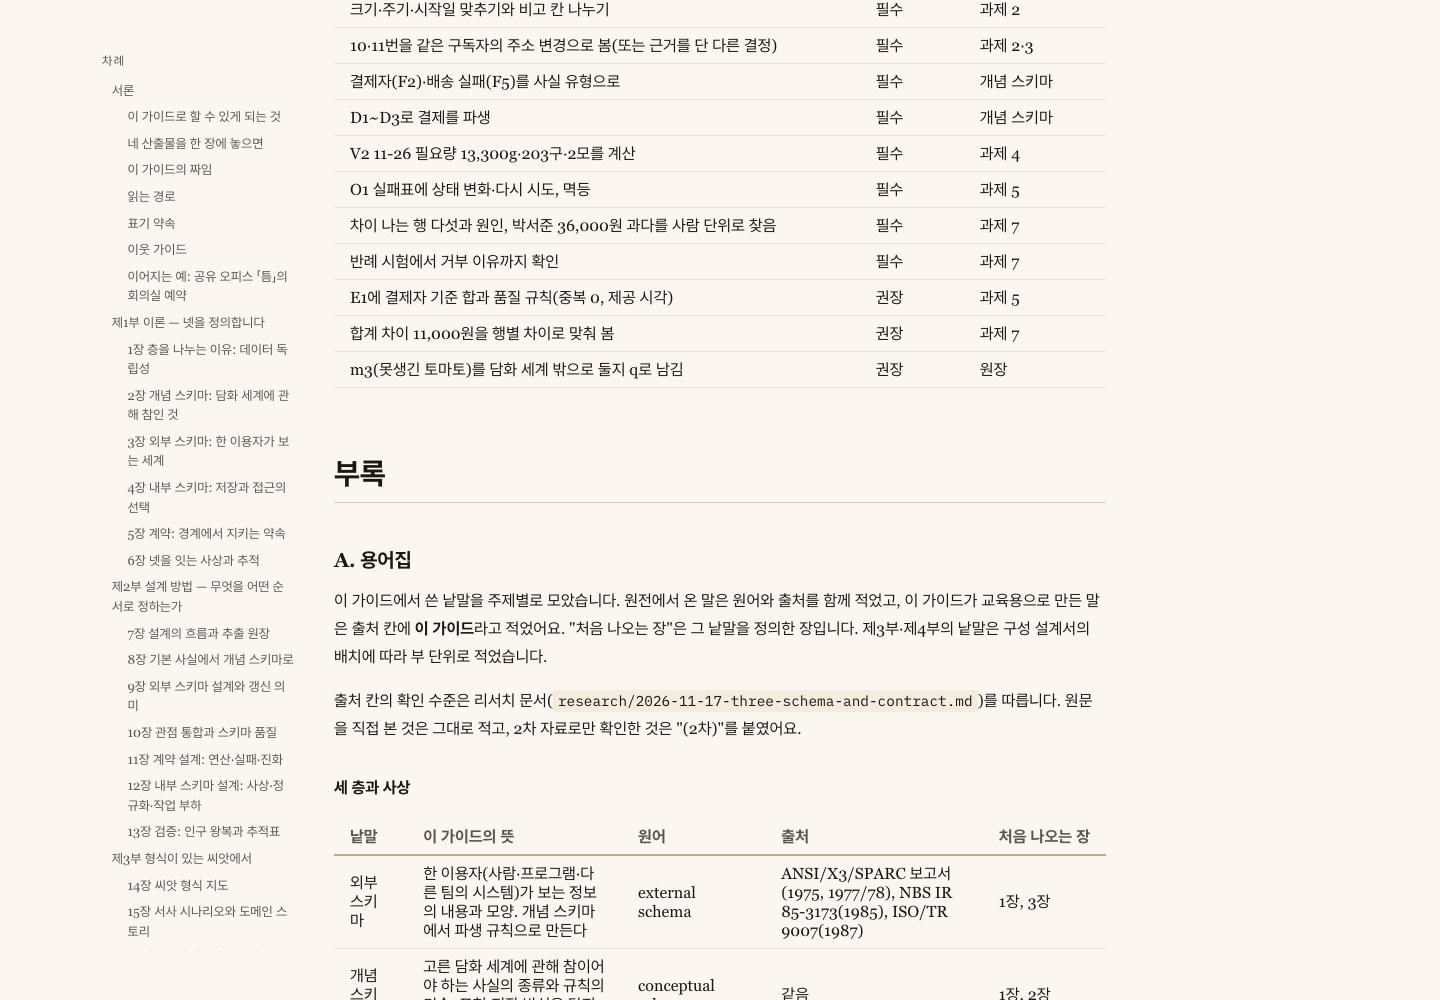 차례
서론
이 가이드로 할 수 있게 되는 것
네 산출물을 한 장에 놓으면
이 가이드의 짜임
읽는 경로
표기 약속
이웃 가이드
이어지는 예: 공유 오피스 「틈」의
회의실 예약
제1부 이론 — 넷을 정의합니다
1장 층을 나누는 이유: 데이터 독
립성
2장 개념 스키마: 담화 세계에 관
해 참인 것
3장 외부 스키마: 한 이용자가 보
는 세계
4장 내부 스키마: 저장과 접근의
선택
5장 계약: 경계에서 지키는 약속
6장 넷을 잇는 사상과 추적
제2부 설계 방법 — 무엇을 어떤 순
서로 정하는가
7장 설계의 흐름과 추출 원장
8장 기본 사실에서 개념 스키마로
9장 외부 스키마 설계와 갱신 의
미
10장 관점 통합과 스키마 품질
11장 계약 설계: 연산·실패·진화
12장 내부 스키마 설계: 사상·정
규화·작업 부하
13장 검증: 인구 왕복과 추적표
제3부 형식이 있는 씨앗에서
14장 씨앗 형식 지도
15장 서사 시나리오와 도메인 스
토리
크기·주기·시작일 맞추기와 비고 칸 나누기 필수 과제 2
10·11번을 같은 구독자의 주소 변경으로 봄(또는 근거를 단 다른 결정) 필수 과제 2·3
결제자(F2)·배송 실패(F5)를 사실 유형으로 필수 개념 스키마
D1~D3로 결제를 파생 필수 개념 스키마
V2 11-26 필요량 13,300g·203구·2모를 계산 필수 과제 4
O1 실패표에 상태 변화·다시 시도, 멱등 필수 과제 5
차이 나는 행 다섯과 원인, 박서준 36,000원 과다를 사람 단위로 찾음 필수 과제 7
반례 시험에서 거부 이유까지 확인 필수 과제 7
E1에 결제자 기준 합과 품질 규칙(중복 0, 제공 시각) 권장 과제 5
합계 차이 11,000원을 행별 차이로 맞춰 봄 권장 과제 7
m3(못생긴 토마토)를 담화 세계 밖으로 둘지 q로 남김 권장 원장
부록
A. 용어집
이 가이드에서 쓴 낱말을 주제별로 모았습니다. 원전에서 온 말은 원어와 출처를 함께 적었고, 이 가이드가 교육용으로 만든 말
은 출처 칸에 이 가이드라고 적었어요. "처음 나오는 장"은 그 낱말을 정의한 장입니다. 제3부·제4부의 낱말은 구성 설계서의
배치에 따라 부 단위로 적었습니다.
출처 칸의 확인 수준은 리서치 문서(research/2026-11-17-three-schema-and-contract.md)를 따릅니다. 원문
을 직접 본 것은 그대로 적고, 2차 자료로만 확인한 것은 "(2차)"를 붙였어요.
세 층과 사상
낱말 이 가이드의 뜻 원어 출처 처음 나오는 장
외부
스키
마
한 이용자(사람·프로그램·다
른 팀의 시스템)가 보는 정보
의 내용과 모양. 개념 스키마
에서 파생 규칙으로 만든다
external
schema
ANSI/X3/SPARC 보고서
(1975, 1977/78), NBS IR
85-3173(1985), ISO/TR
9007(1987)
1장, 3장
개념
스키
고른 담화 세계에 관해 참이어
야 하는 사실의 종류와 규칙의
conceptual
같음
1장, 2장